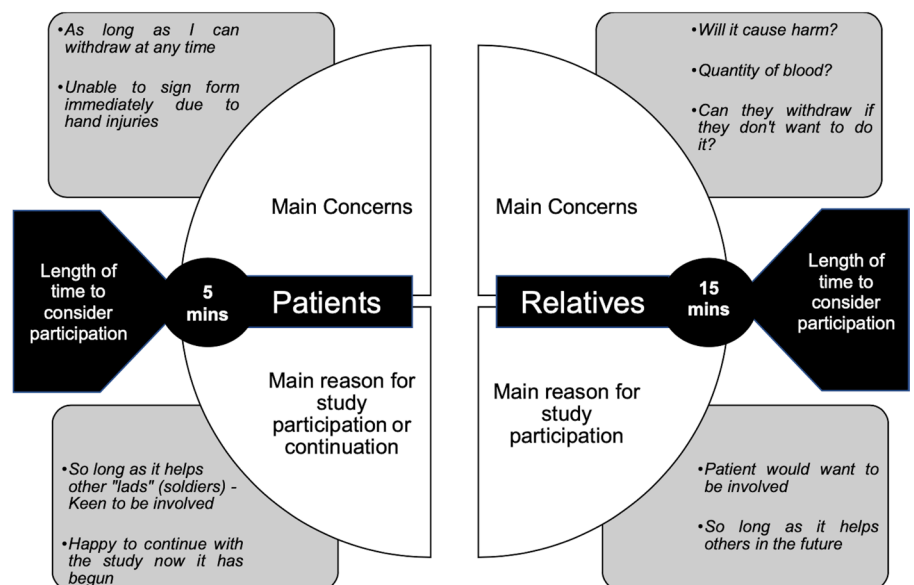 •As long as I can
withdraw at any time
•Unable to sign form
immediately due to
hand injuries
Main Concerns
Length of
time to
consider
participation
5
mins
Patients
Main reason for
study
participation or
continuation
•So long as it helps
other "lads" (soldiers) -
Keen to be involved
•Happy to continue with
the study now it has
begun
•Will it cause harm?
•Quantity of blood?
•Can they withdraw if
they don't want to do
it?
Main Concerns
Relatives
15
mins
Length of
time to
consider
participation
Main reason for
study
participation
•Patient would want to
be involved
•So long as it helps
others in the future